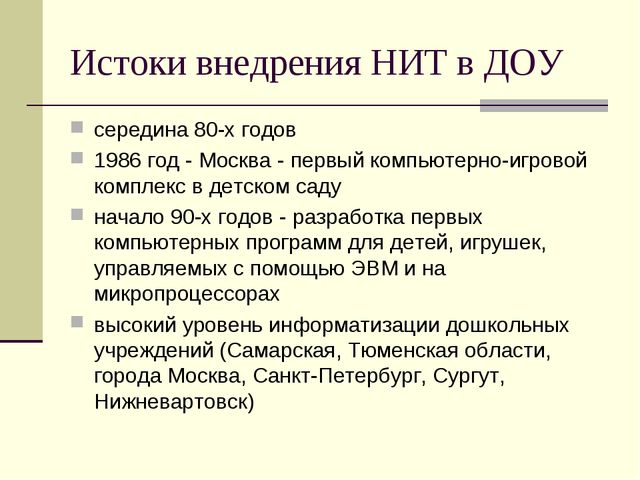 Истоки внедрения НИТ в ДОУ
середина 80-х годов
1986 год - Москва - первый компьютерно-игровой
комплекс в детском саду
начало 90-х годов - разработка первых
компьютерных программ для детей, игрушек,
управляемых с помощью ЭВМ и на
микропроцессорах
высокий уровень информатизации дошкольных
учреждений (Самарская, Тюменская области,
города Москва, Санкт-Петербург, Сургут,
Нижневартовск)